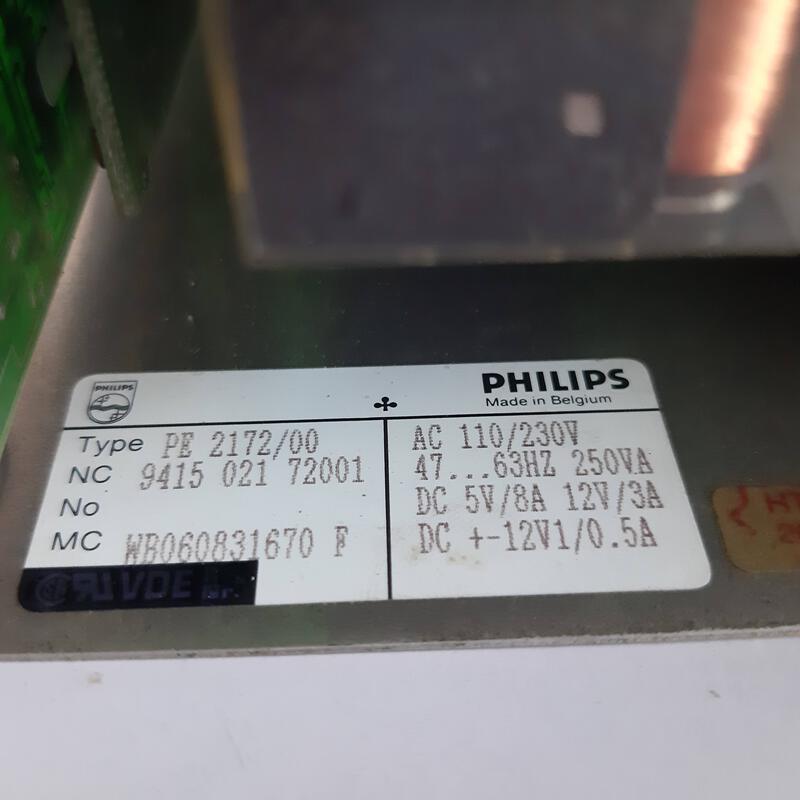 PHILIPS
PHILIPS
Made in Belgium
Type PE 2172/00
NC 9415 021 72001
No
MC WB060831670 F
VDE
AC 110/230V
47...63HZ 250VA
DC 5V/8A 12V/3A
DC +-12V1/0.5A